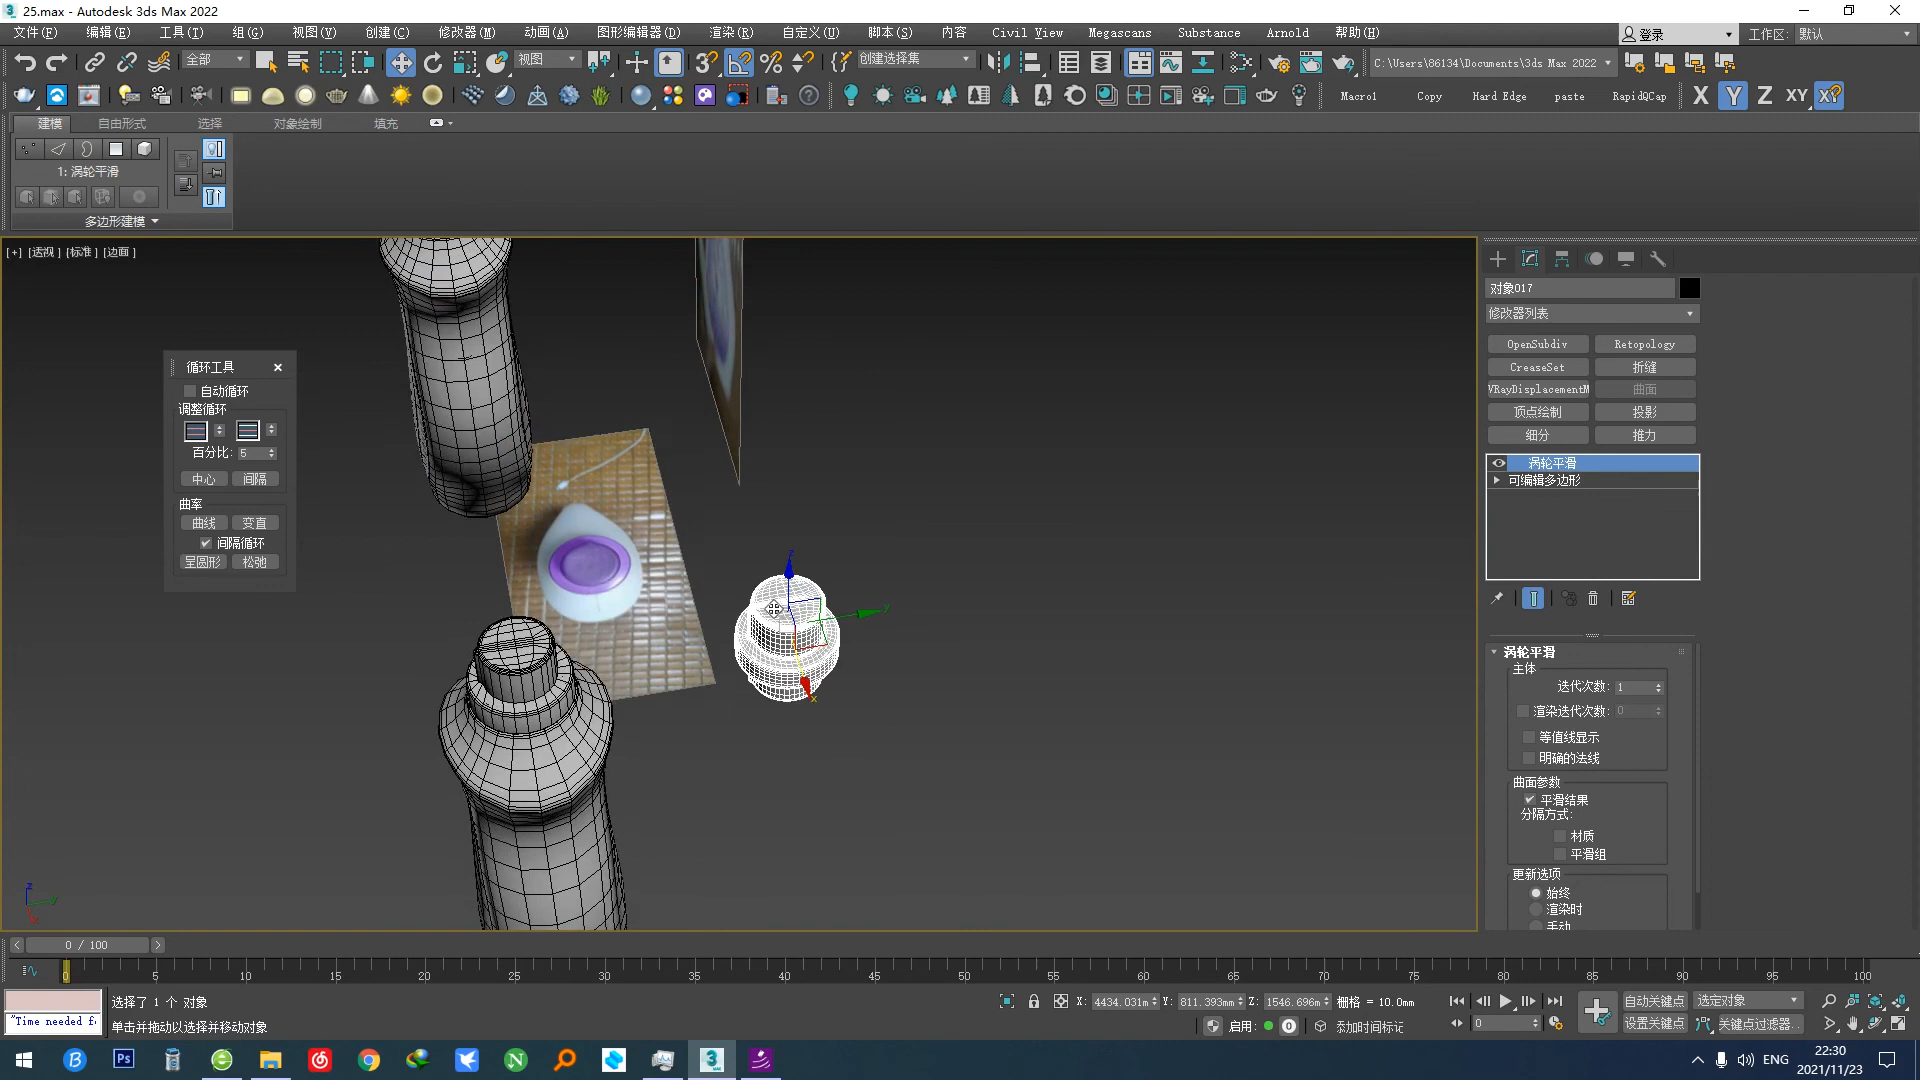 25.max - Autodesk 3ds Max 2022
文件(F) 编辑(E) 工具(T) 组(G) 视图(V) 创建(C) 修改器(M) 动画(A) 图形编辑器(D) 渲染(R) 自定义(U) 脚本(S) 内容 Civil View Megascans Substance Arnold 帮助(H) 登录 工作区: 默认
全部 视图 创建选择集 C:\Users\86134\Documents\3ds Max 2022
Macro1 Copy Hard Edge paste RapidQCap X Y Z XY XY
建模 自由形式 选择 对象绘制 填充
1: 涡轮平滑
多边形建模
[+] [透视] [标准] [边面]
循环工具
自动循环
调整循环
百分比: 5
中心 间隔
曲率
曲线 变直
间隔循环
呈圆形 松弛
z
y
x
对象017
修改器列表
OpenSubdiv Retopology
CreaseSet 折缝
VRayDisplacementM 曲面
顶点绘制 投影
细分 推力
涡轮平滑
可编辑多边形
涡轮平滑
主体
迭代次数: 1
渲染迭代次数: 0
等值线显示
明确的法线
曲面参数
平滑结果
分隔方式:
材质
平滑组
更新选项
始终
渲染时
手动
0 / 100
0 5 10 15 20 25 30 35 40 45 50 55 60 65 70 75 80 85 90 95 100
选择了 1 个 对象
X: 4434.031m Y: 811.393mm Z: 1546.696m 栅格 = 10.0mm
自动关键点 选定对象
"Time needed f
单击并拖动以选择并移动对象
启用: 0 添加时间标记
0
设置关键点 关键点过滤器...
ENG
22:30
2021/11/23